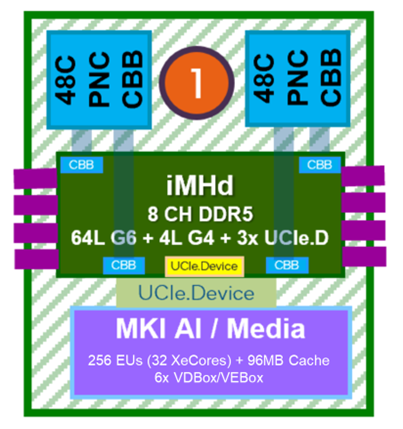 48C
PNC
CBB
1
48C
PNC
CBB
CBB
CBB
iMHd
8 CH DDR5
64L G6 + 4L G4 + 3x UCIe.D
CBB
UCIe.Device
CBB
UCIe.Device
MKI AI / Media
256 EUs (32 XeCores) + 96MB Cache
6x VDBox/VEBox